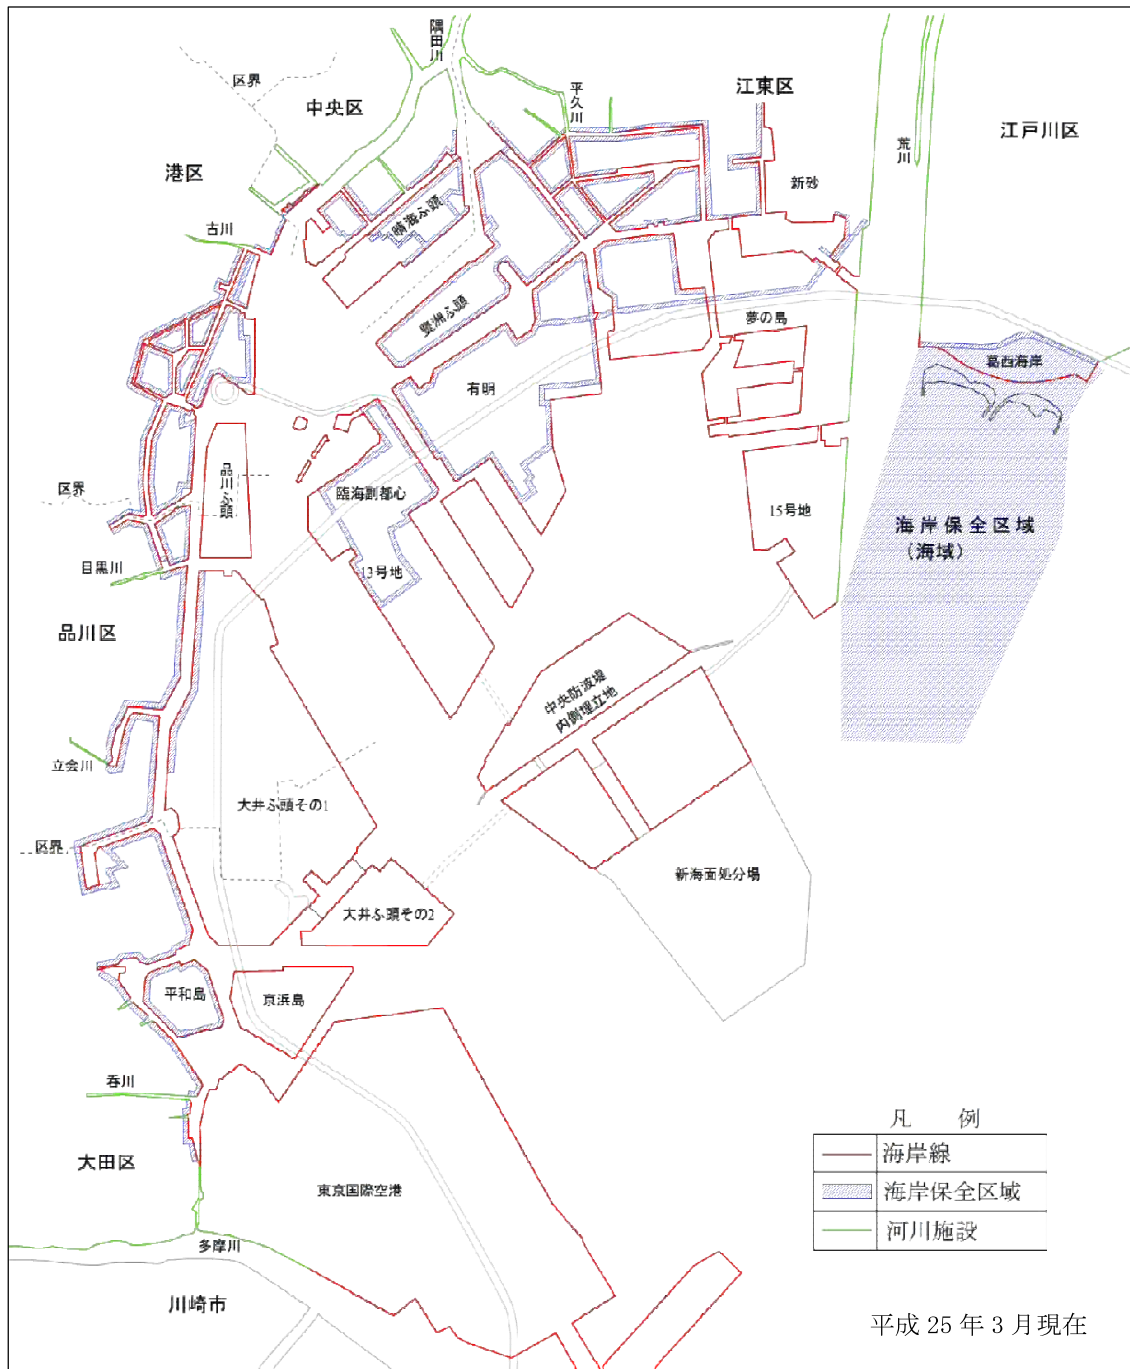 隅田川
区界
中央区
平久川
江東区
荒川
江戸川区
港区
新砂
古川
晴海ふ頭
豊洲ふ頭
夢の島
葛西海岸
有明
品川ふ頭
区界
臨海副都心
15号地
海岸保全区域
(海域)
目黒川
13号地
品川区
中央防波堤
内側埋立地
立会川
大井ふ頭その1
区界
新海面処分場
大井ふ頭その2
平和島
京浜島
呑川
凡 例
海岸線
大田区
東京国際空港
海岸保全区域
河川施設
多摩川
川崎市
平成25年3月現在